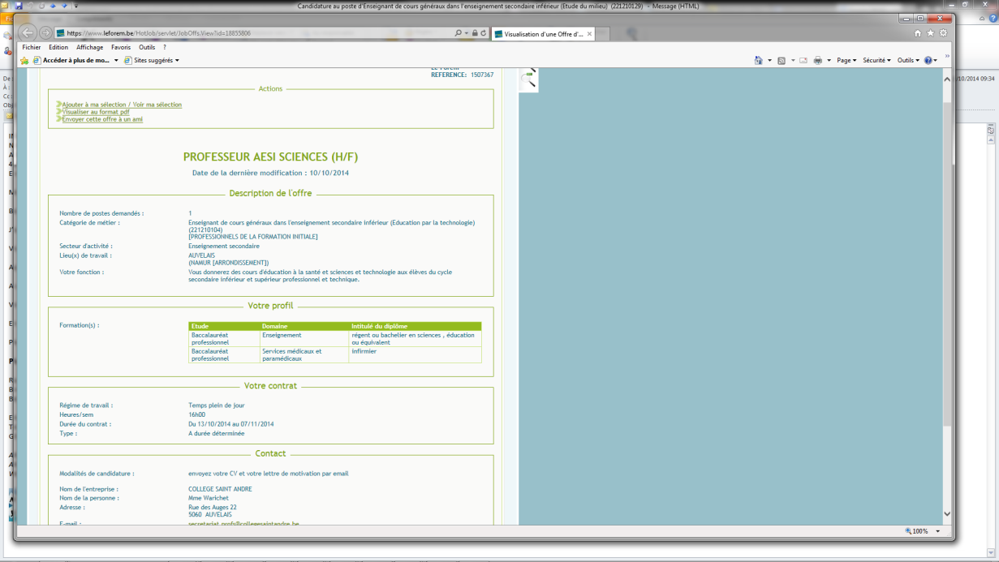 Candidature au poste d'Enseignant de cours généraux dans l'enseignement secondaire inférieur (Etude du milieu) (221210129) - Message (HTML)
https://www.leforem.be/HotJob/servlet/JobOffs.View?id=18855806
Visualisation d'une Offre d'...
Fichier Edition Affichage Favoris Outils ?
Accéder à plus de mo... Sites suggérés
Page Sécurité Outils
REFERENCE: 1507367
/10/2014 09:34
Actions
Ajouter à ma sélection / Voir ma sélection
Visualiser au format pdf
Envoyer cette offre à un ami
PROFESSEUR AESI SCIENCES (H/F)
Date de la dernière modification : 10/10/2014
Description de l'offre
Nombre de postes demandés : 1
Catégorie de métier : Enseignant de cours généraux dans l'enseignement secondaire inférieur (Education par la technologie)
(221210104)
[PROFESSIONNELS DE LA FORMATION INITIALE]
Secteur d'activité : Enseignement secondaire
Lieu(x) de travail : AUVELAIS
(NAMUR [ARRONDISSEMENT])
Votre fonction : Vous donnerez des cours d'éducation à la santé et sciences et technologie aux élèves du cycle
secondaire inférieur et supérieur professionnel et technique.
Votre profil
Formation(s) :
Etude Domaine Intitulé du diplôme
Baccalauréat professionnel Enseignement régent ou bachelier en sciences , éducation ou équivalent
Baccalauréat professionnel Services médicaux et paramédicaux infirmier
Votre contrat
Régime de travail : Temps plein de jour
Heures/sem 16h00
Durée du contrat : Du 13/10/2014 au 07/11/2014
Type : A durée déterminée
Contact
Modalités de candidature : envoyez votre CV et votre lettre de motivation par email
Nom de l'entreprise : COLLEGE SAINT ANDRE
Nom de la personne : Mme Warichet
Adresse : Rue des Auges 22
5060 AUVELAIS
E-mail : secretariat.profs@collegesaintandre.be
100%